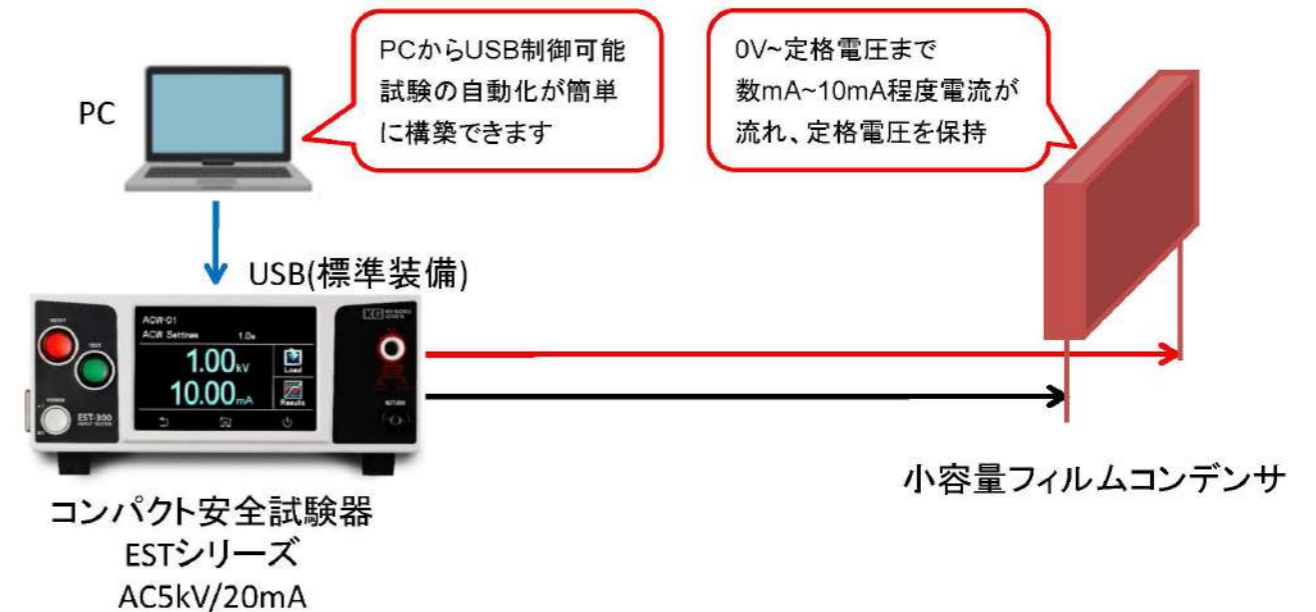 PCからUSB制御可能
試験の自動化が簡単
に構築できます
0V~定格電圧まで
数mA~10mA程度電流が
流れ、定格電圧を保持
PC
USB(標準装備)
ACW-01
ACW Settings 1.0s
1.00kV
Load
10.00mA
Results
RESET
TEST
POWER
EST-300
RETURN
小容量フィルムコンデンサ
コンパクト安全試験器
ESTシリーズ
AC5kV/20mA